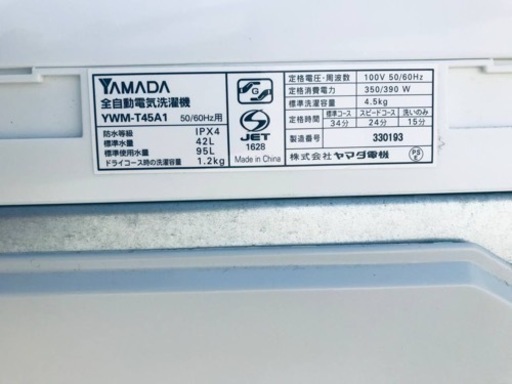 YAMADA
全自動電気洗濯機
YWM-T45A1 50/60Hz用
防水等級 IPX4
標準水量 42L
標準使用水量 95L
ドライコース時の洗濯容量 1.2kg
G
S
JET
1628
Made in China
定格電圧・周波数 100V 50/60Hz
定格消費電力 350/390 W
標準洗濯容量 4.5kg
定格時間 標準コース スピードコース 洗いのみ
34分 24分 15分
製造番号 330193
株式会社 ヤマダ電機
PS
E